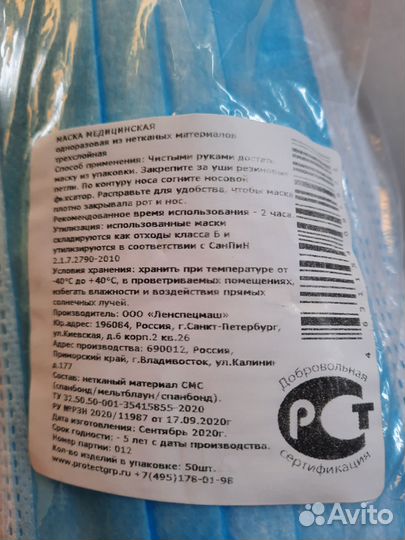 МАСКА МЕДИЦИНСКАЯ
одноразовая из нетканых материалов
трехслойная
Способ применения: Чистыми руками достать
маску из упаковки. Закрепите за уши резиновые
петли. По контуру носа согните носовой
фиксатор. Расправьте для удобства, чтобы маска
плотно закрывала рот и нос.
Рекомендованное время использования - 2 часа
Утилизация: использованные маски
складируются как отходы класса Б и
утилизируются в соответствии с СанПиН
2.1.7.2790-2010
Условия хранения: хранить при температуре от
-40°С до +40°С, в проветриваемых помещениях,
избегать влажности и воздействия прямых
солнечных лучей.
Производитель: ООО «Ленспецмаш»
Юр.адрес: 196084, Россия, г.Санкт-Петербург,
ул.Киевская, д.6 корп.2 кв.26
Адрес производства: 690012, Россия,
Приморский край, г.Владивосток, ул.Калинин
д.177
Состав: нетканый материал СМС
(спанбонд/мельтблаун/спанбонд).
ТУ 32.50.50-001-35415855-2020
РУ №РЗН 2020/ 11987 от 17.09.2020г
Изготовлено: Сентябрь 2020г.
Срок годности: - 5 лет с даты производства.
Номер партии: 012
Кол-во изделий в упаковке: 50шт.
www.protectgrp.ru +7(495)178-01-98
Добровольная
РСТ
сертификация
Avito